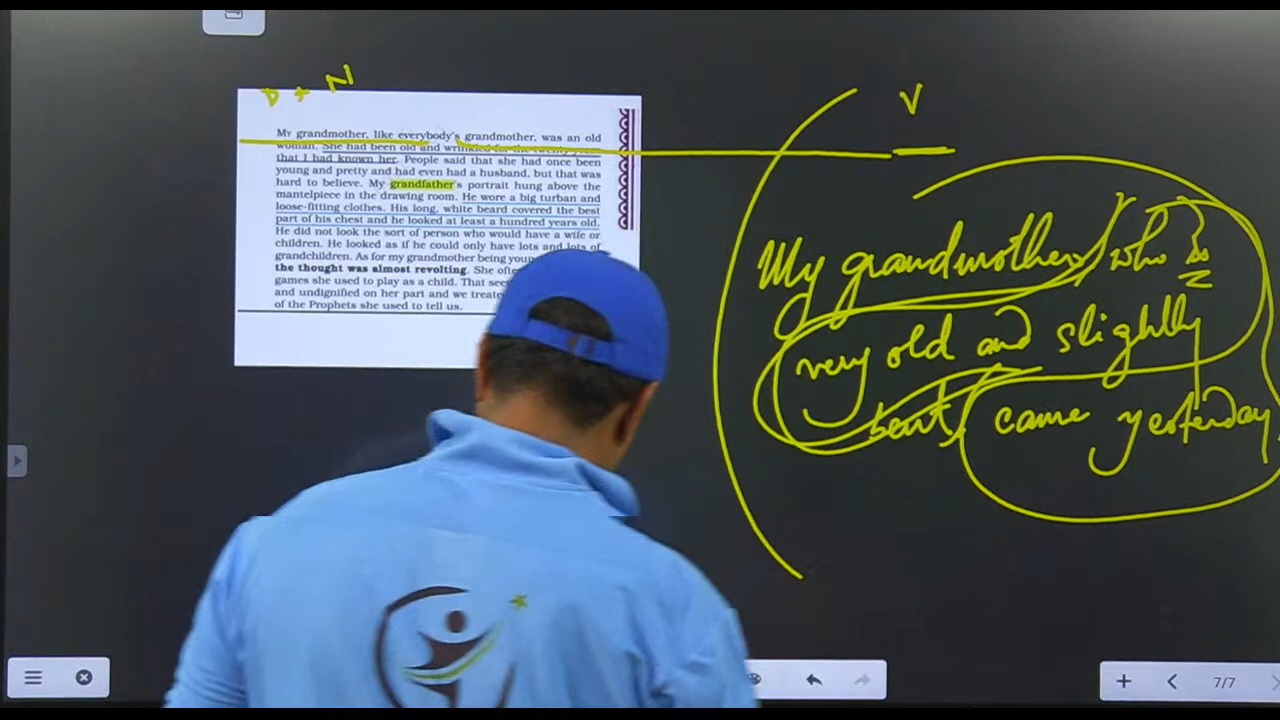 D + N
My grandmother, like everybody's grandmother, was an old
woman. She had been old and wrinkled for the twenty years
that I had known her. People said that she had once been
young and pretty and had even had a husband, but that was
hard to believe. My grandfather's portrait hung above the
mantelpiece in the drawing room. He wore a big turban and
loose-fitting clothes. His long, white beard covered the best
part of his chest and he looked at least a hundred years old.
He did not look the sort of person who would have a wife or
children. He looked as if he could only have lots and lots of
grandchildren. As for my grandmother being
the thought was almost revolting. She
games she used to play as a child. That
and undignified on her part and we
of the Prophets she used to tell us.
V
My grandmother, who is
very old and slightly
bent, came yesterday
7/7